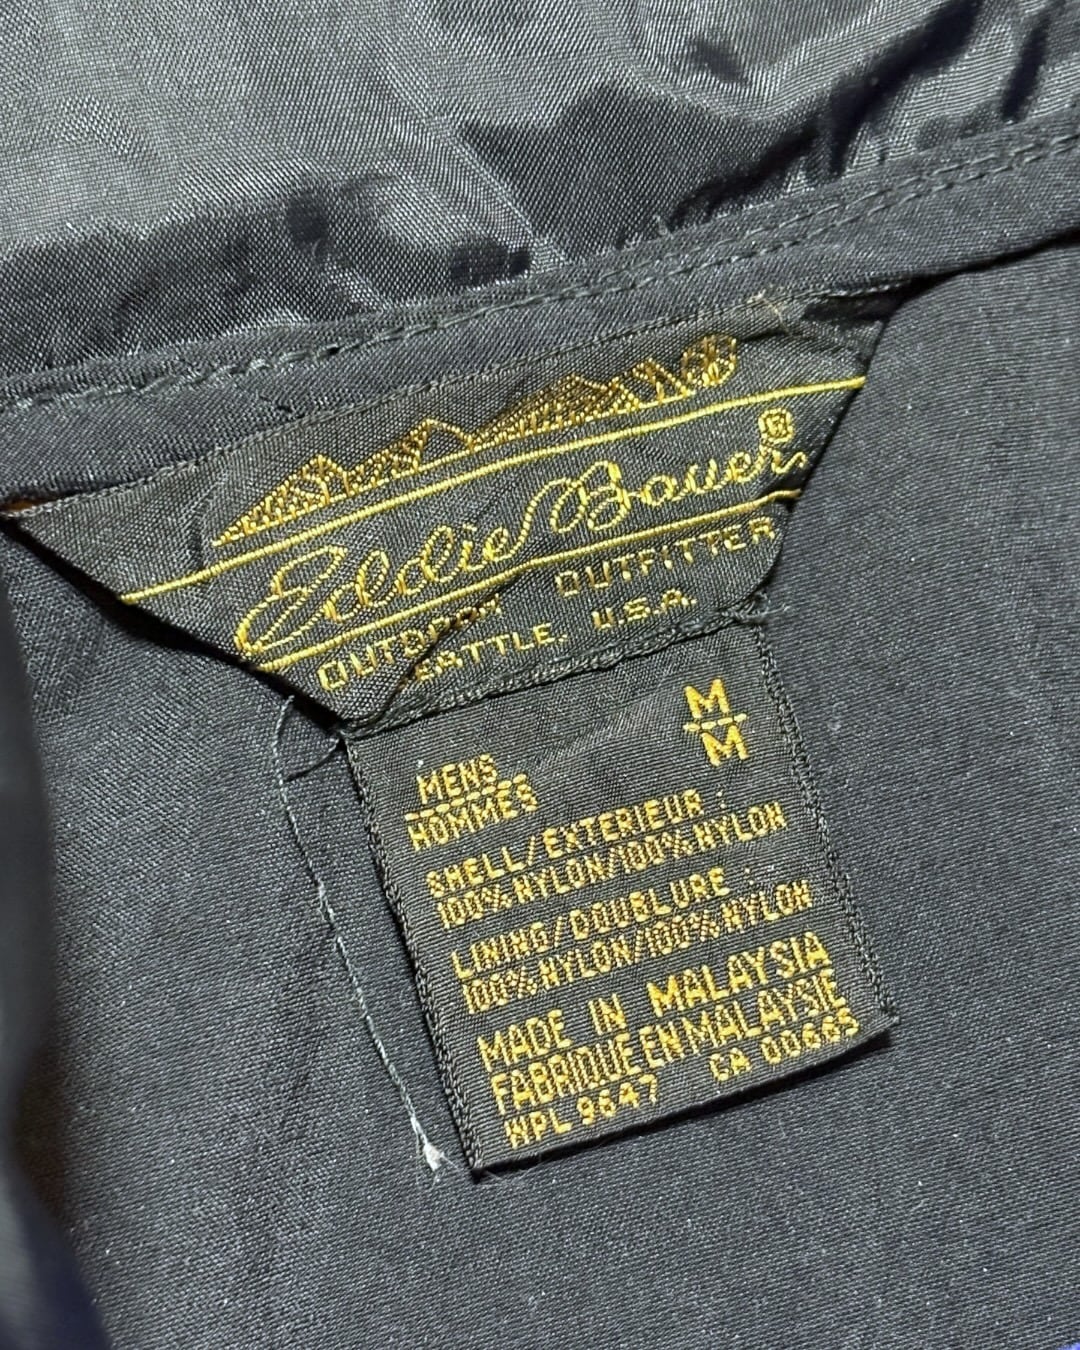 Eddie Bauer®
OUTDOOR OUTFITTER
SEATTLE, U.S.A.
M
M
MENS
HOMMES
SHELL/EXTERIEUR :
100% NYLON/100% NYLON
LINING/DOUBLURE :
100% NYLON/100% NYLON
MADE IN MALAYSIA
FABRIQUE EN MALAYSIE
WPL 9647 CA 00665